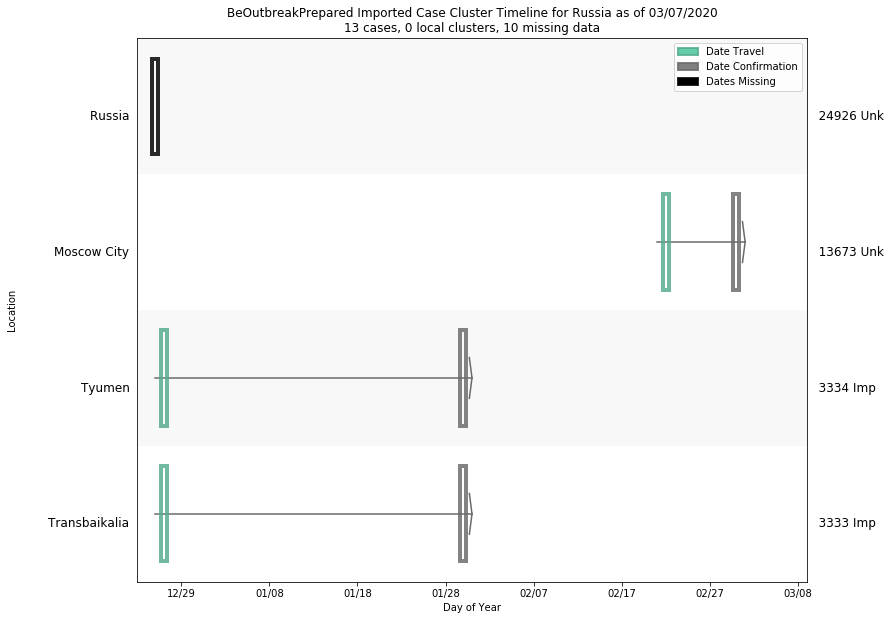 BeOutbreakPrepared Imported Case Cluster Timeline for Russia as of 03/07/2020
13 cases, 0 local clusters, 10 missing data
Date Travel
Date Confirmation
Dates Missing
Russia
24926 Unk
Moscow City
13673 Unk
Location
Tyumen
3334 Imp
Transbaikalia
3333 Imp
12/29 01/08 01/18 01/28 02/07 02/17 02/27 03/08
Day of Year